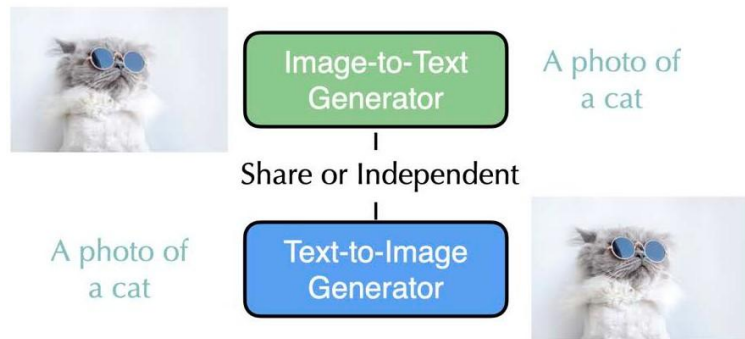 Image-to-Text
Generator
A photo of
a cat
Share or Independent
A photo of
a cat
Text-to-Image
Generator